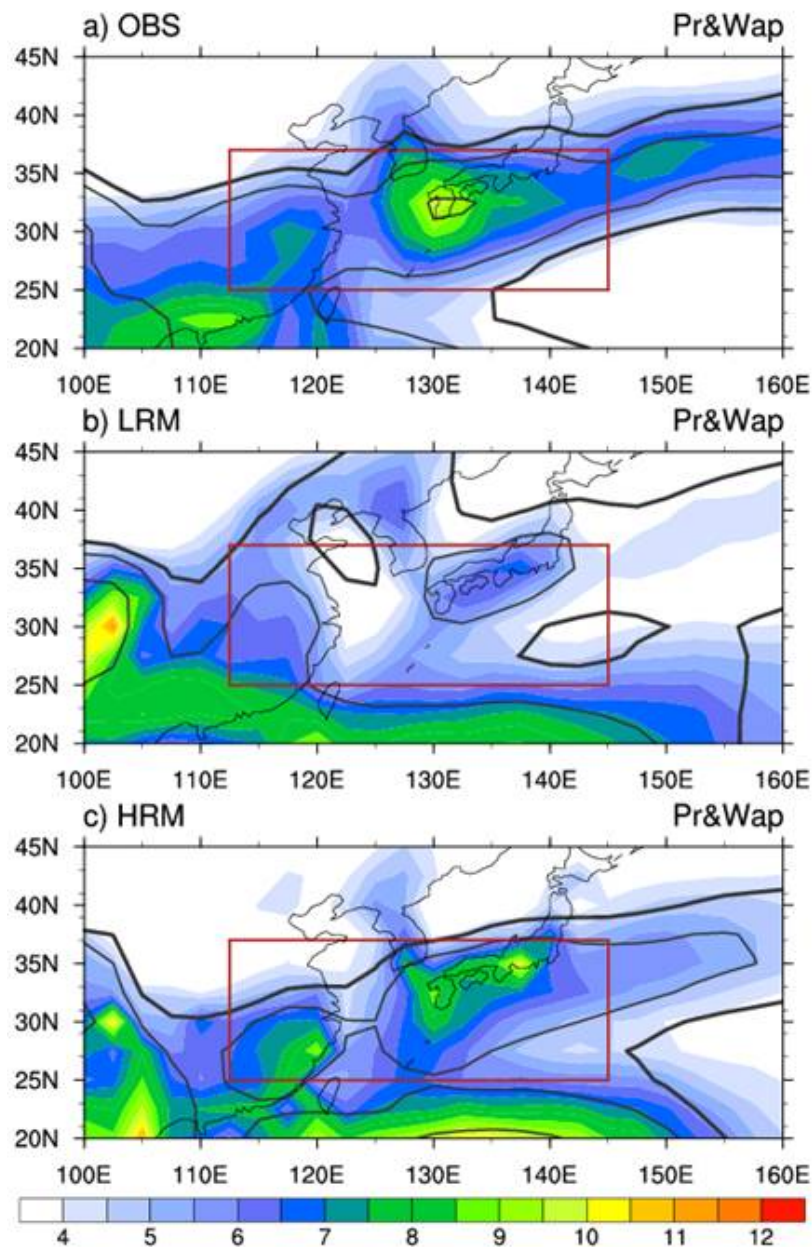 a) OBS Pr&Wap
45N
40N
35N
30N
25N
20N
100E 110E 120E 130E 140E 150E 160E
b) LRM Pr&Wap
45N
40N
35N
30N
25N
20N
100E 110E 120E 130E 140E 150E 160E
c) HRM Pr&Wap
45N
40N
35N
30N
25N
20N
100E 110E 120E 130E 140E 150E 160E
4 5 6 7 8 9 10 11 12